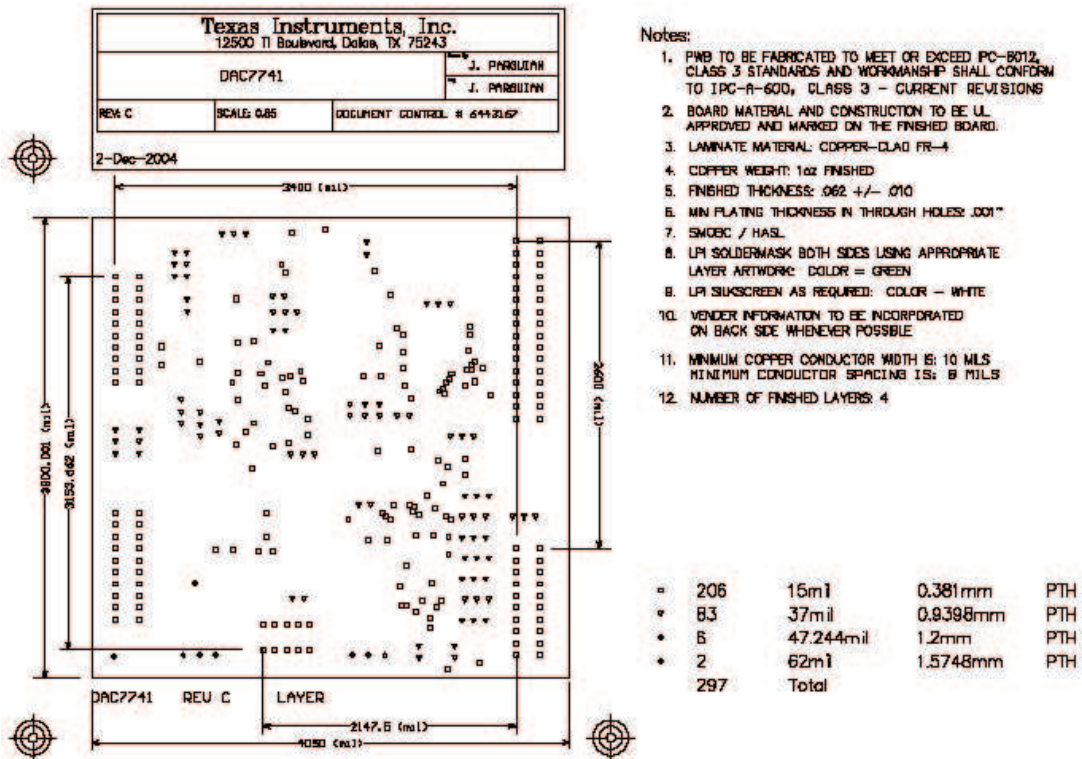 Texas Instruments, Inc.
12500 TI Boulevard, Dallas, TX 75243
DAC7741
J. PARGUIAN
J. PARGUIAN
REV: C
SCALE: 0.85
DOCUMENT CONTROL # 6443167
2-Dec-2004
3400 (mil)
3800.001 (mil)
3153.662 (mil)
2600 (mil)
DAC7741 REV C LAYER
2147.5 (mil)
4050 (mil)
Notes:
1. PWB TO BE FABRICATED TO MEET OR EXCEED IPC-6012,
CLASS 3 STANDARDS AND WORKMANSHIP SHALL CONFORM
TO IPC-A-600, CLASS 3 - CURRENT REVISIONS
2. BOARD MATERIAL AND CONSTRUCTION TO BE UL
APPROVED AND MARKED ON THE FINISHED BOARD.
3. LAMINATE MATERIAL: COPPER-CLAD FR-4
4. COPPER WEIGHT: 1oz FINISHED
5. FINISHED THICKNESS: .062 +/- .010
6. MIN PLATING THICKNESS IN THROUGH HOLES: .001"
7. SMOBC / HASL
8. LPI SOLDERMASK BOTH SIDES USING APPROPRIATE
LAYER ARTWORK: COLOR = GREEN
9. LPI SILKSCREEN AS REQUIRED: COLOR = WHITE
10. VENDER INFORMATION TO BE INCORPORATED
ON BACK SIDE WHENEVER POSSIBLE
11. MINIMUM COPPER CONDUCTOR WIDTH IS: 10 MILS
MINIMUM CONDUCTOR SPACING IS: 8 MILS
12. NUMBER OF FINISHED LAYERS: 4
206 15mil 0.381mm PTH
83 37mil 0.9398mm PTH
6 47.244mil 1.2mm PTH
2 62mil 1.5748mm PTH
297 Total